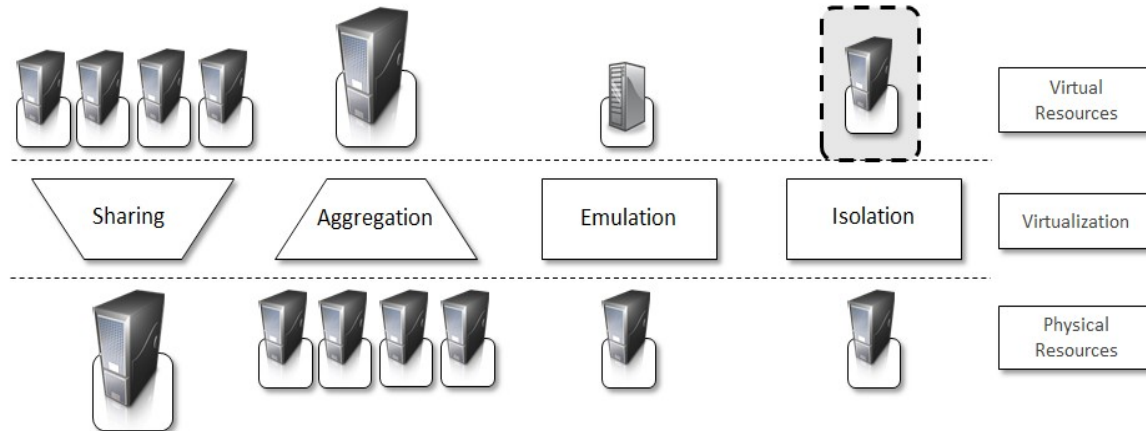 Virtual
Resources
Sharing
Aggregation
Emulation
Isolation
Virtualization
Physical
Resources